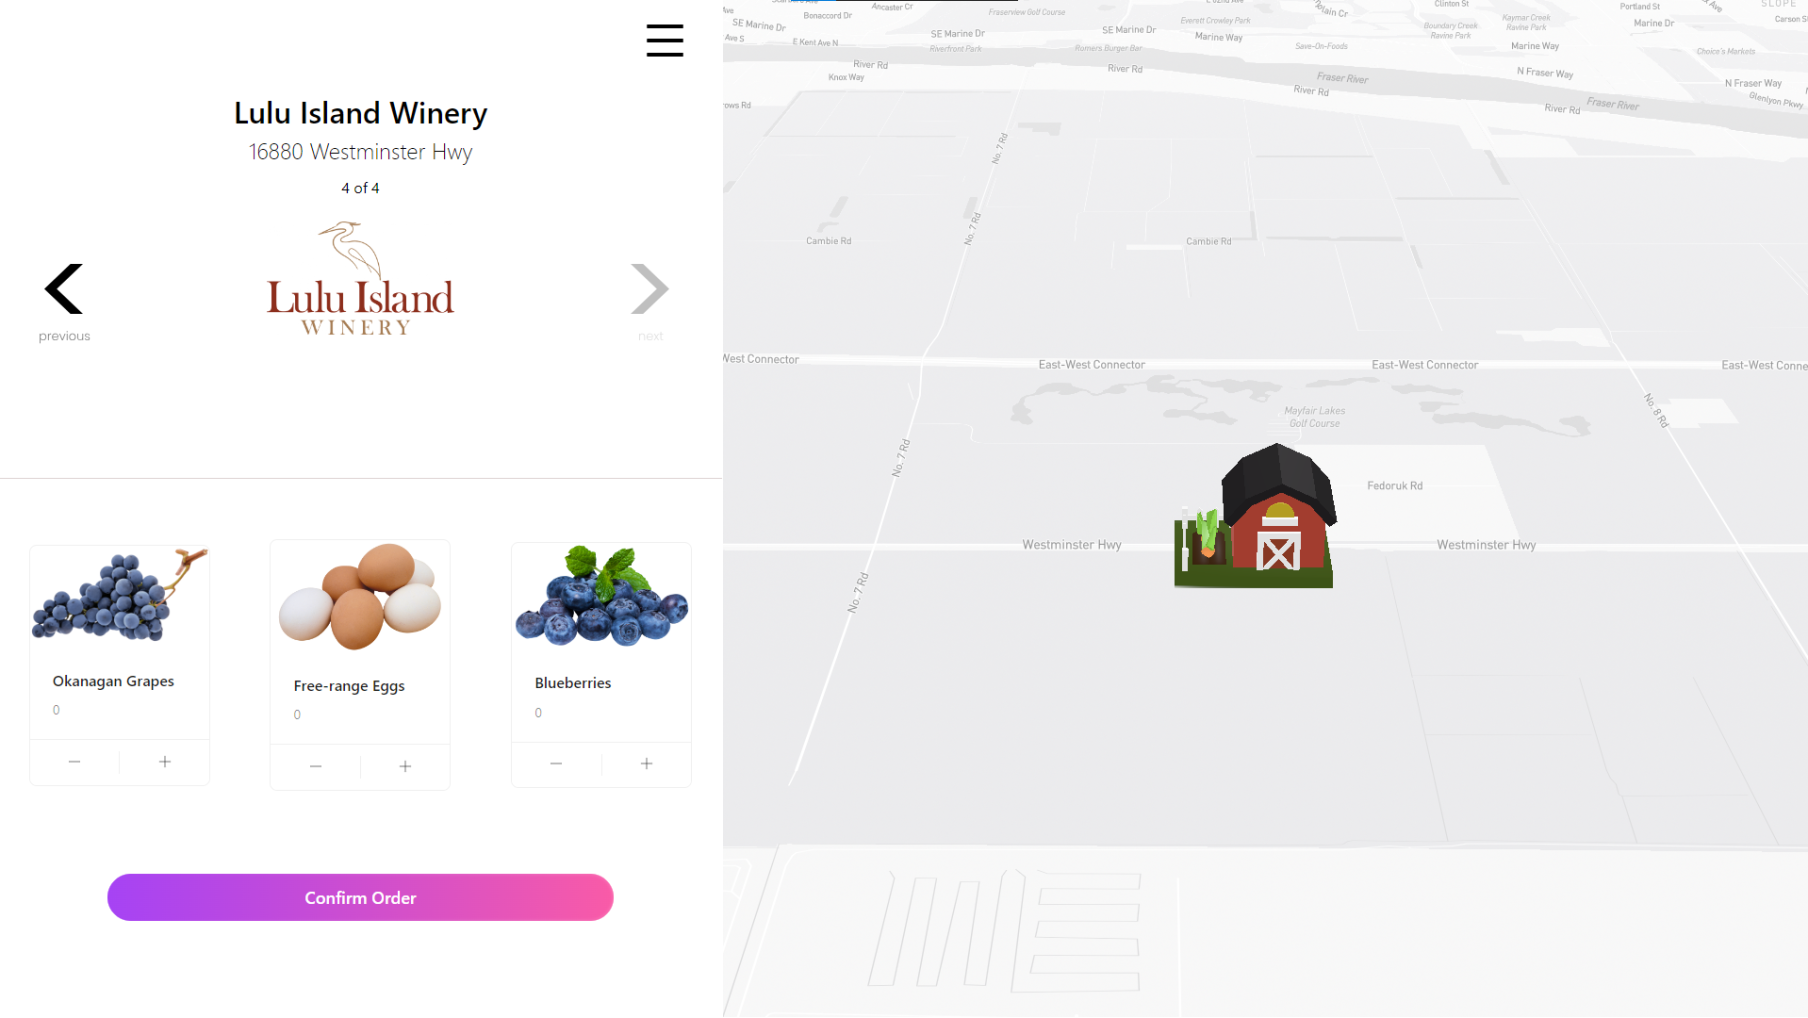 Lulu Island Winery
16880 Westminster Hwy
4 of 4
Lulu Island
WINERY
previous
next
Okanagan Grapes
0
Free-range Eggs
0
Blueberries
0
Confirm Order
Bonaccord Dr
Ancaster Cr
Fraserview Golf Course
Everett Crowley Park
Clinton St
Boundary Creek
Ravine Park
Kaymar Creek
Ravine Park
Portland St
Marine Dr
SLOPE
Carson S
SE Marine Dr
SE Marine Dr
SE Marine Dr
Marine Way
Marine Way
Ave S
E Kent Ave N
Riverfront Park
Romers Burger Bar
Save-On-Foods
Choice's Markets
River Rd
River Rd
Knox Way
Fraser River
River Rd
N Fraser Way
N Fraser Way
Glenlyon Pkwy
Fraser River
River Rd
ows Rd
No. 7 Rd
No. 7 Rd
Cambie Rd
Cambie Rd
West Connector
East-West Connector
East-West Connector
East-West Conne
Mayfair Lakes
Golf Course
No. 8 Rd
No. 7 Rd
Fedoruk Rd
Westminster Hwy
Westminster Hwy
No. 7 Rd